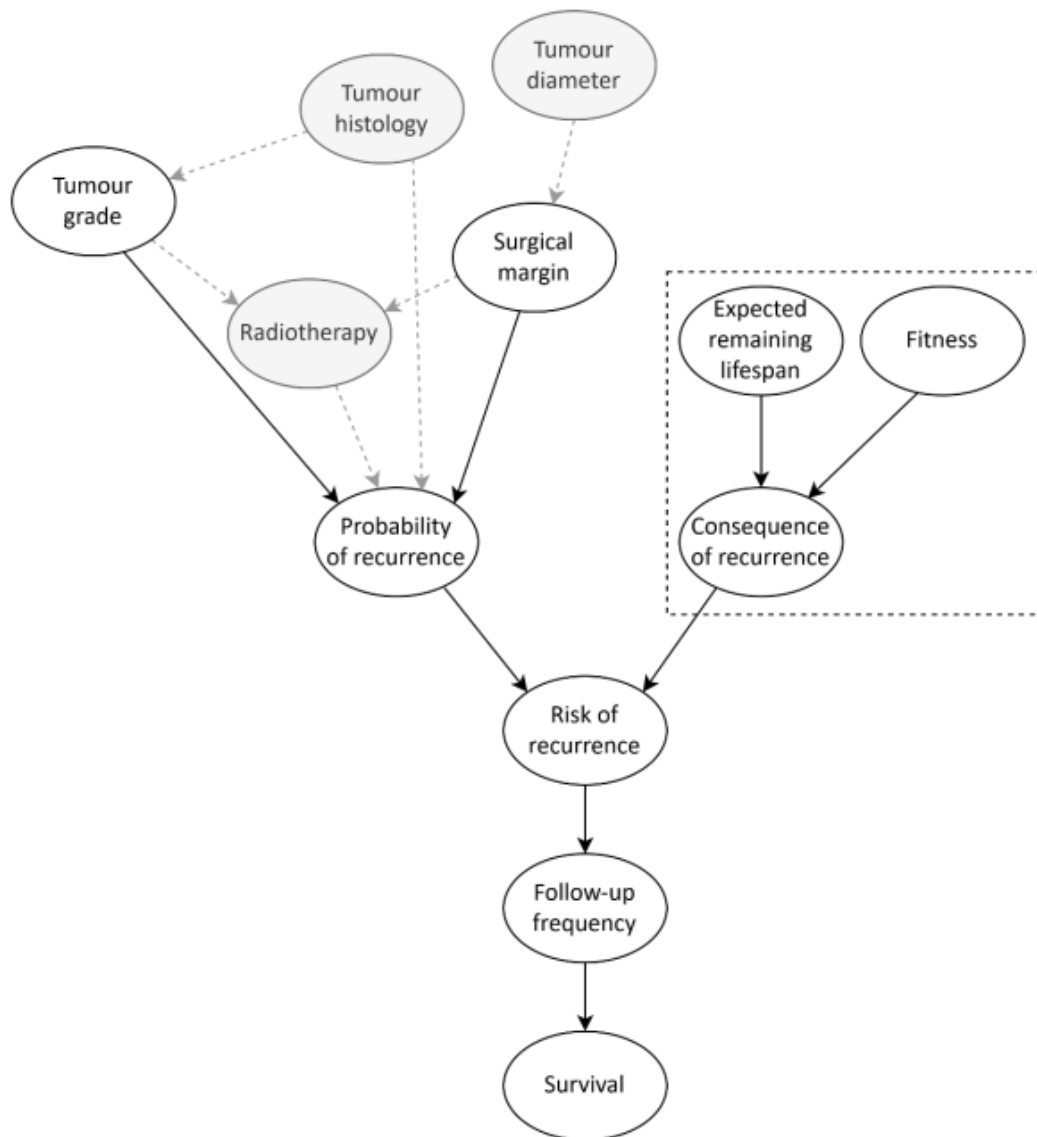 Tumour
diameter
Tumour
histology
Tumour
grade
Surgical
margin
Radiotherapy
Expected
remaining
lifespan
Fitness
Probability
of recurrence
Consequence
of recurrence
Risk of
recurrence
Follow-up
frequency
Survival